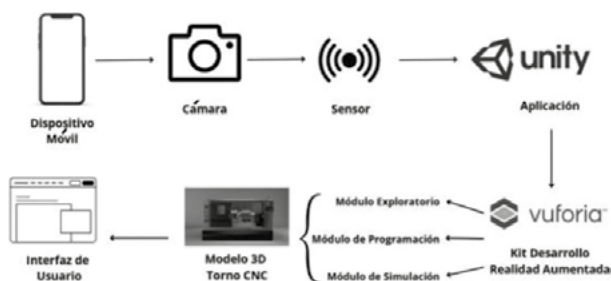 Dispositivo
Móvil
Cámara
Sensor
unity
Aplicación
vuforia™
Kit Desarrollo
Realidad Aumentada
Módulo Exploratorio
Módulo de Programación
Módulo de Simulación
Modelo 3D
Torno CNC
Interfaz de
Usuario